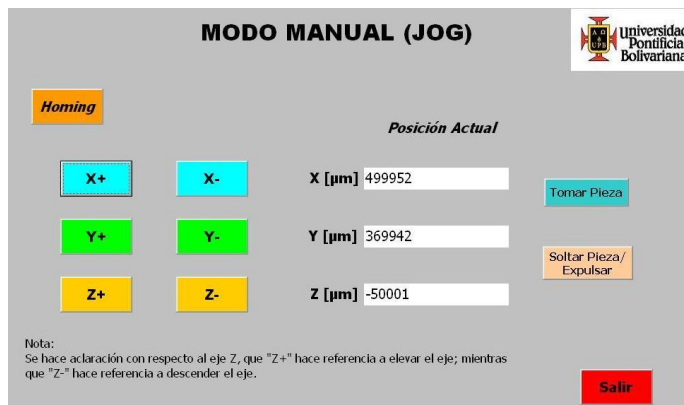 MODO MANUAL (JOG)
Universidad
Pontificia
Bolivariana
Homing
Posición Actual
X+ X- X [µm] 499952
Tomar Pieza
Y+ Y- Y [µm] 369942
Soltar Pieza/
Expulsar
Z+ Z- Z [µm] -50001
Nota:
Se hace aclaración con respecto al eje Z, que "Z+" hace referencia a elevar el eje; mientras
que "Z-" hace referencia a descender el eje.
Salir